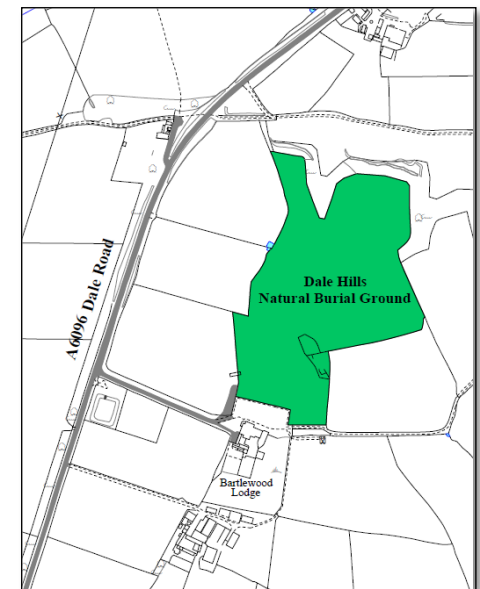 A6096 Dale Road
Dale Hills
Natural Burial Ground
Bartlewood
Lodge